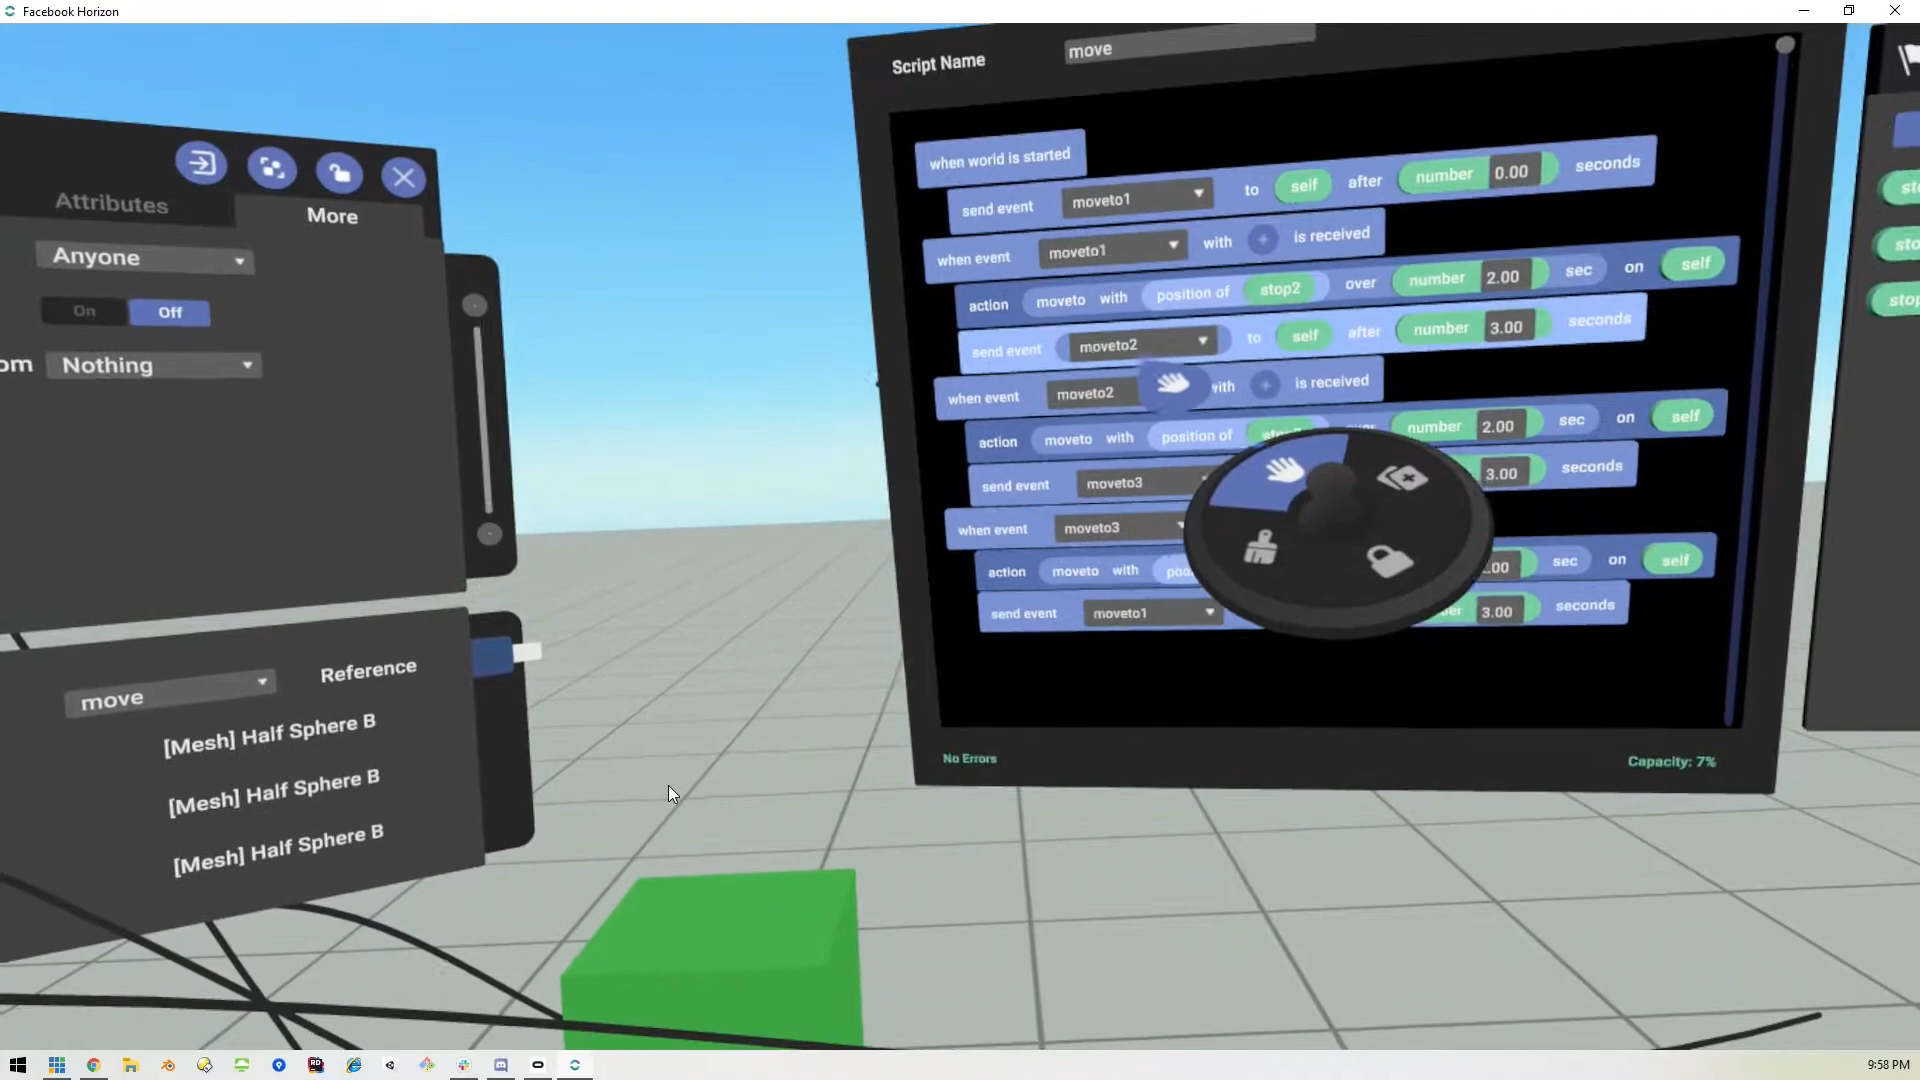 Facebook Horizon
Script Name move
when world is started
send event moveto1 to self after number 0.00 seconds
when event moveto1 with + is received
action moveto with position of stop2 over number 2.00 sec on self
send event moveto2 to self after number 3.00 seconds
when event moveto2 with + is received
action moveto with position of number 2.00 sec on self
send event moveto3 3.00 seconds
when event moveto3
action moveto with sec on self
send event moveto1 3.00 seconds
No Errors
Capacity: 7%
Attributes
More
Anyone
On Off
Nothing
move Reference
[Mesh] Half Sphere B
[Mesh] Half Sphere B
[Mesh] Half Sphere B
9:58 PM